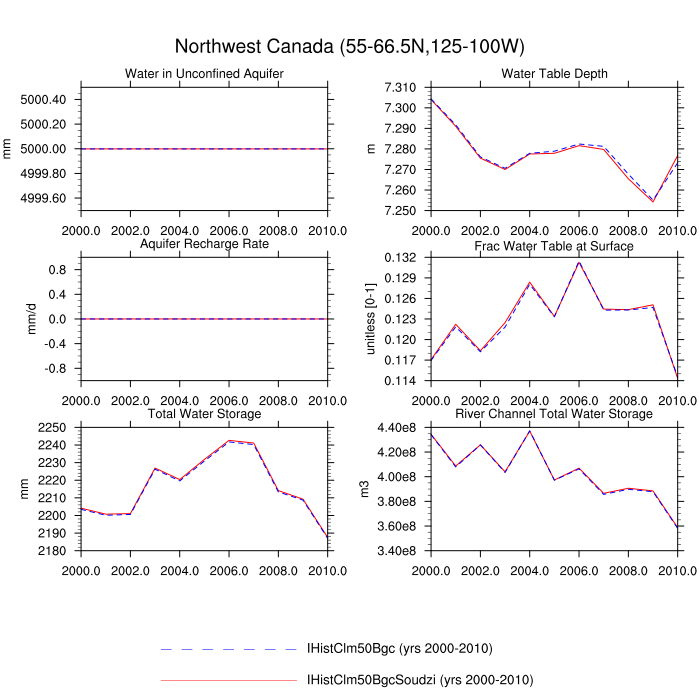 Northwest Canada (55-66.5N,125-100W)
Water in Unconfined Aquifer
5000.40
5000.20
5000.00
4999.80
4999.60
mm
2000.0 2002.0 2004.0 2006.0 2008.0 2010.0
Water Table Depth
7.310
7.300
7.290
7.280
7.270
7.260
7.250
m
2000.0 2002.0 2004.0 2006.0 2008.0 2010.0
Aquifer Recharge Rate
0.8
0.4
0.0
-0.4
-0.8
mm/d
2000.0 2002.0 2004.0 2006.0 2008.0 2010.0
Frac Water Table at Surface
0.132
0.129
0.126
0.123
0.120
0.117
0.114
unitless [0-1]
2000.0 2002.0 2004.0 2006.0 2008.0 2010.0
Total Water Storage
2250
2240
2230
2220
2210
2200
2190
2180
mm
2000.0 2002.0 2004.0 2006.0 2008.0 2010.0
River Channel Total Water Storage
4.40e8
4.20e8
4.00e8
3.80e8
3.60e8
3.40e8
m3
2000.0 2002.0 2004.0 2006.0 2008.0 2010.0
IHistClm50Bgc (yrs 2000-2010)
IHistClm50BgcSoudzi (yrs 2000-2010)